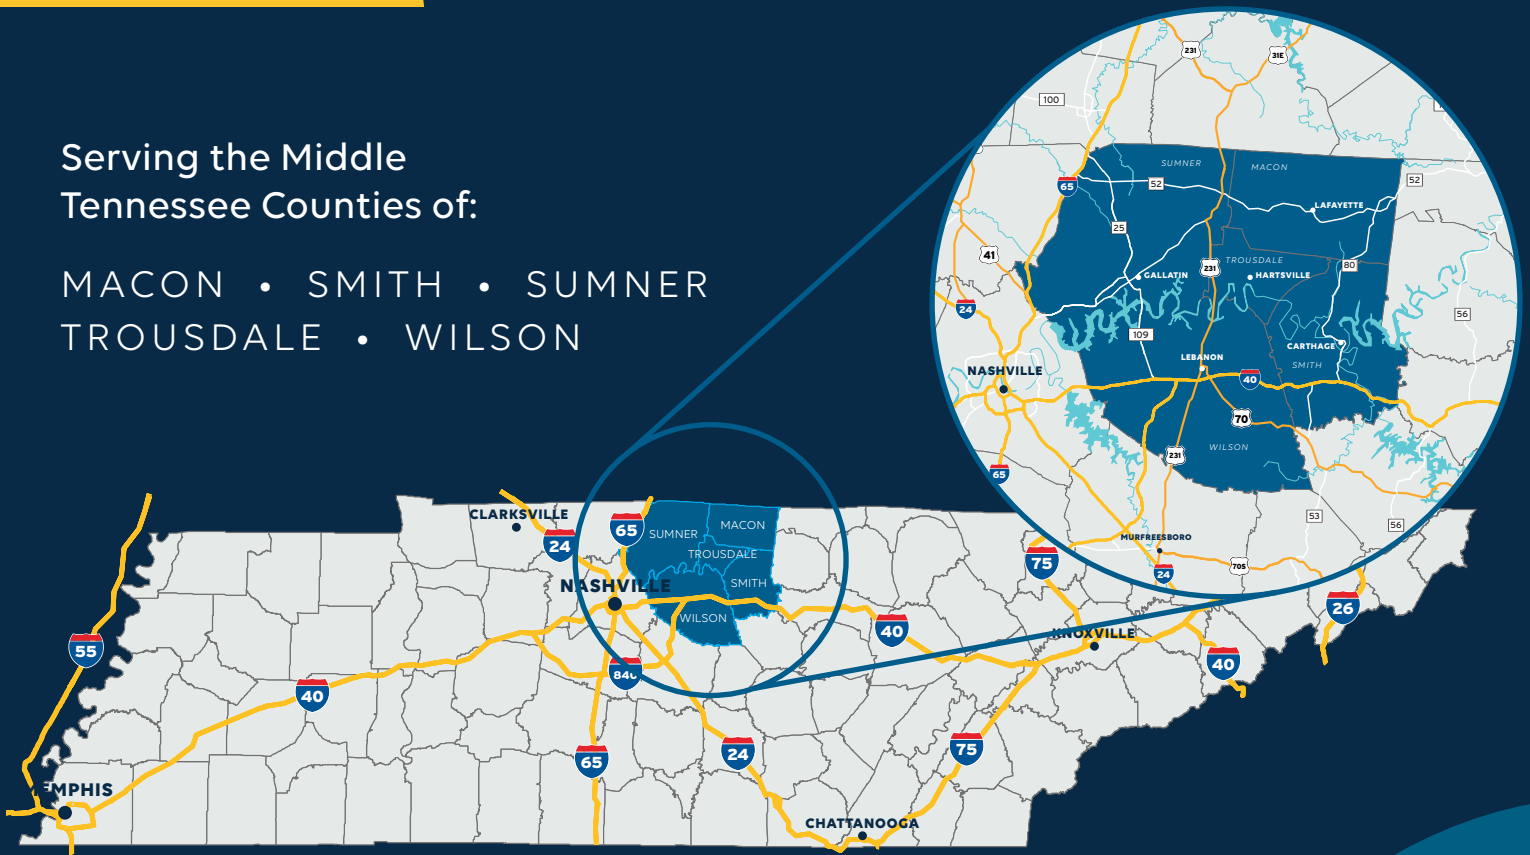 Serving the Middle
Tennessee Counties of:
MACON • SMITH • SUMNER
TROUSDALE • WILSON
231
31E
100
SUMNER
MACON
65
52
52
LAFAYETTE
25
41
TROUSDALE
231
80
GALLATIN
HARTSVILLE
24
56
109
CARTHAGE
LEBANON
SMITH
NASHVILLE
40
70
WILSON
231
65
53
56
MURFREESBORO
70S
24
CLARKSVILLE
65
24
SUMNER
MACON
TROUSDALE
75
SMITH
NASHVILLE
26
WILSON
40
KNOXVILLE
55
40
840
40
75
24
65
EMPHIS
CHATTANOOGA